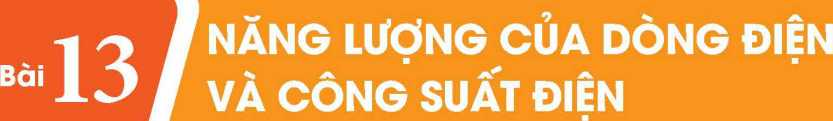 Bài 13
NĂNG LƯỢNG CỦA DÒNG ĐIỆN
VÀ CÔNG SUẤT ĐIỆN